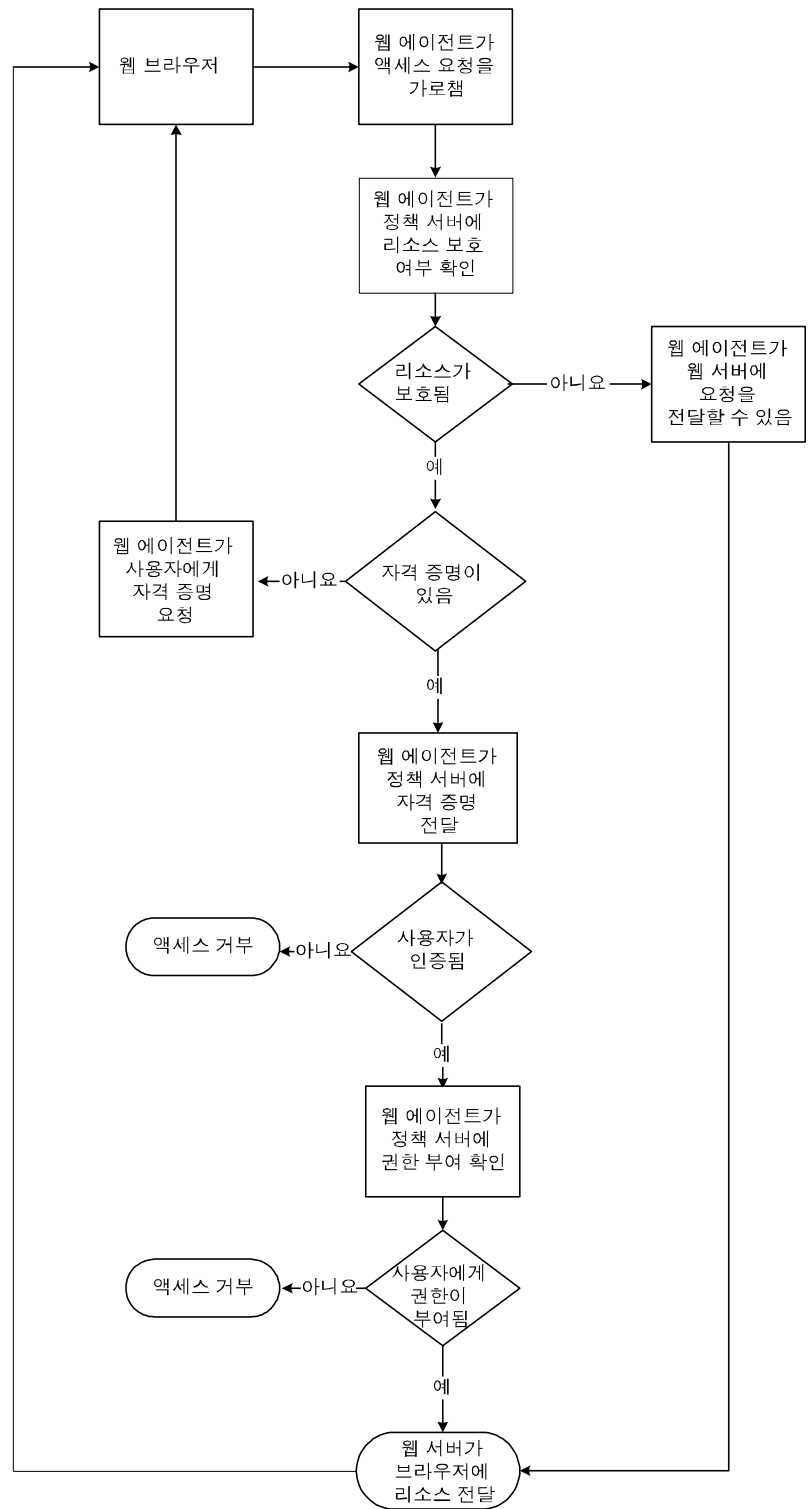 웹 브라우저
웹 에이전트가
액세스 요청을
가로챔
웹 에이전트가
정책 서버에
리소스 보호
여부 확인
리소스가
보호됨
아니요
웹 에이전트가
웹 서버에
요청을
전달할 수 있음
예
자격 증명이
있음
아니요
웹 에이전트가
사용자에게
자격 증명
요청
예
웹 에이전트가
정책 서버에
자격 증명
전달
사용자가
인증됨
아니요
액세스 거부
예
웹 에이전트가
정책 서버에
권한 부여 확인
사용자에게
권한이
부여됨
아니요
액세스 거부
예
웹 서버가
브라우저에
리소스 전달